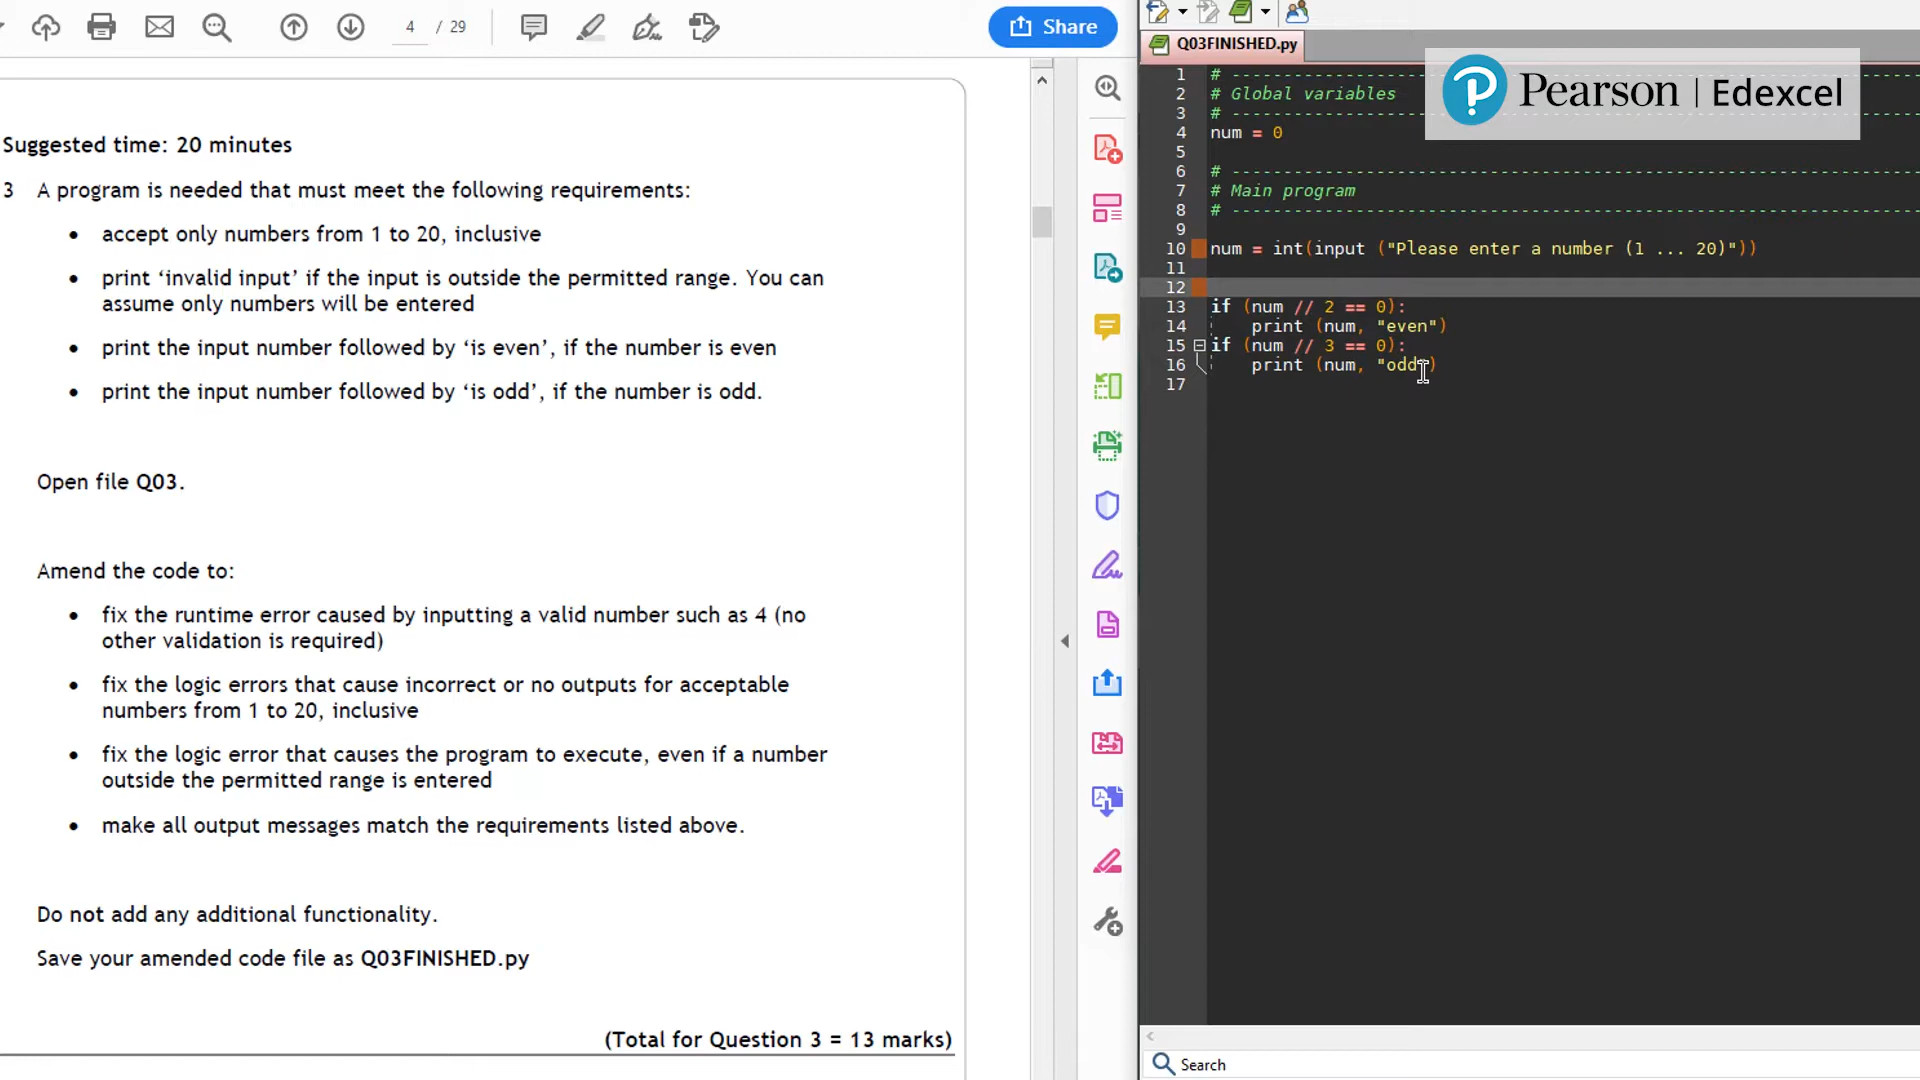 4 / 29
Share
Suggested time: 20 minutes
3 A program is needed that must meet the following requirements:
• accept only numbers from 1 to 20, inclusive
• print ‘invalid input’ if the input is outside the permitted range. You can
assume only numbers will be entered
• print the input number followed by ‘is even’, if the number is even
• print the input number followed by ‘is odd’, if the number is odd.
Open file Q03.
Amend the code to:
• fix the runtime error caused by inputting a valid number such as 4 (no
other validation is required)
• fix the logic errors that cause incorrect or no outputs for acceptable
numbers from 1 to 20, inclusive
• fix the logic error that causes the program to execute, even if a number
outside the permitted range is entered
• make all output messages match the requirements listed above.
Do not add any additional functionality.
Save your amended code file as Q03FINISHED.py
(Total for Question 3 = 13 marks)
Q03FINISHED.py
Pearson | Edexcel
1 # ------------------------------------------------------------
2 # Global variables
3 # ------------------------------------------------------------
4 num = 0
5
6 # ------------------------------------------------------------
7 # Main program
8 # ------------------------------------------------------------
9
10 num = int(input ("Please enter a number (1 ... 20)"))
11
12
13 if (num // 2 == 0):
14     print (num, "even")
15 if (num // 3 == 0):
16     print (num, "odd")
17
Search